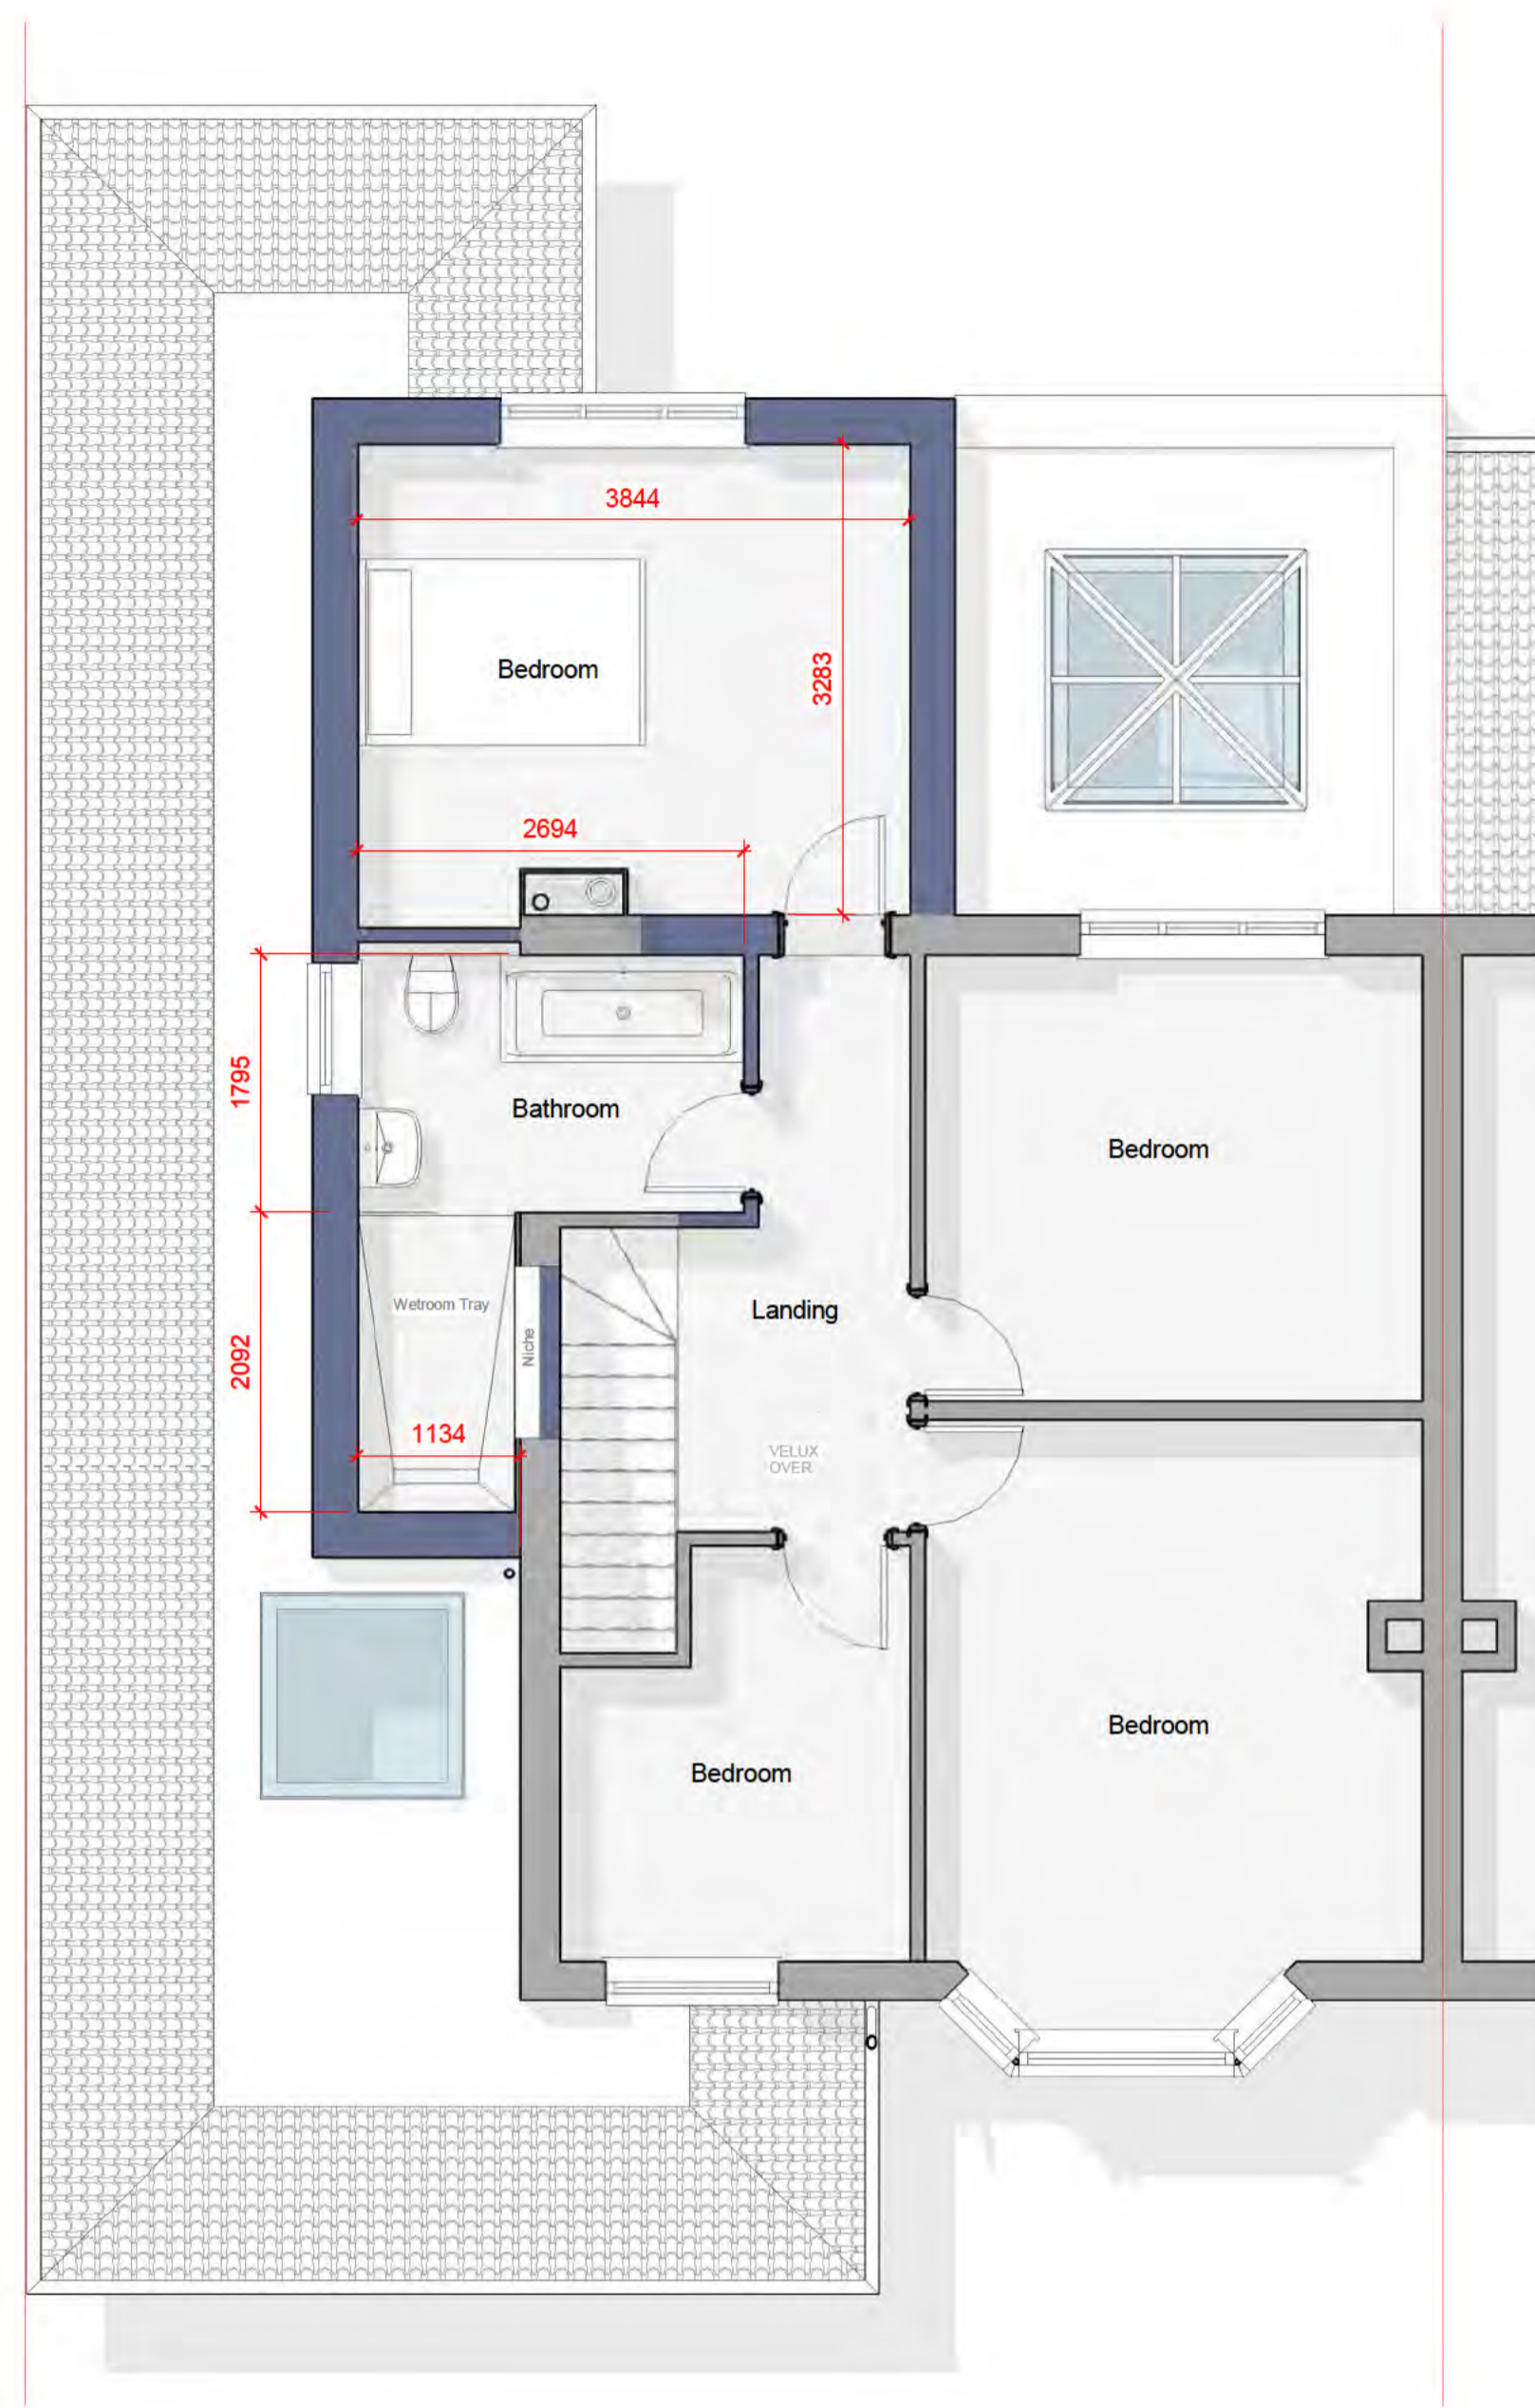 3844
Bedroom
3283
2694
1795
Bathroom
Bedroom
Wetroom Tray
Landing
Niche
2092
1134
VELUX
OVER
Bedroom
Bedroom